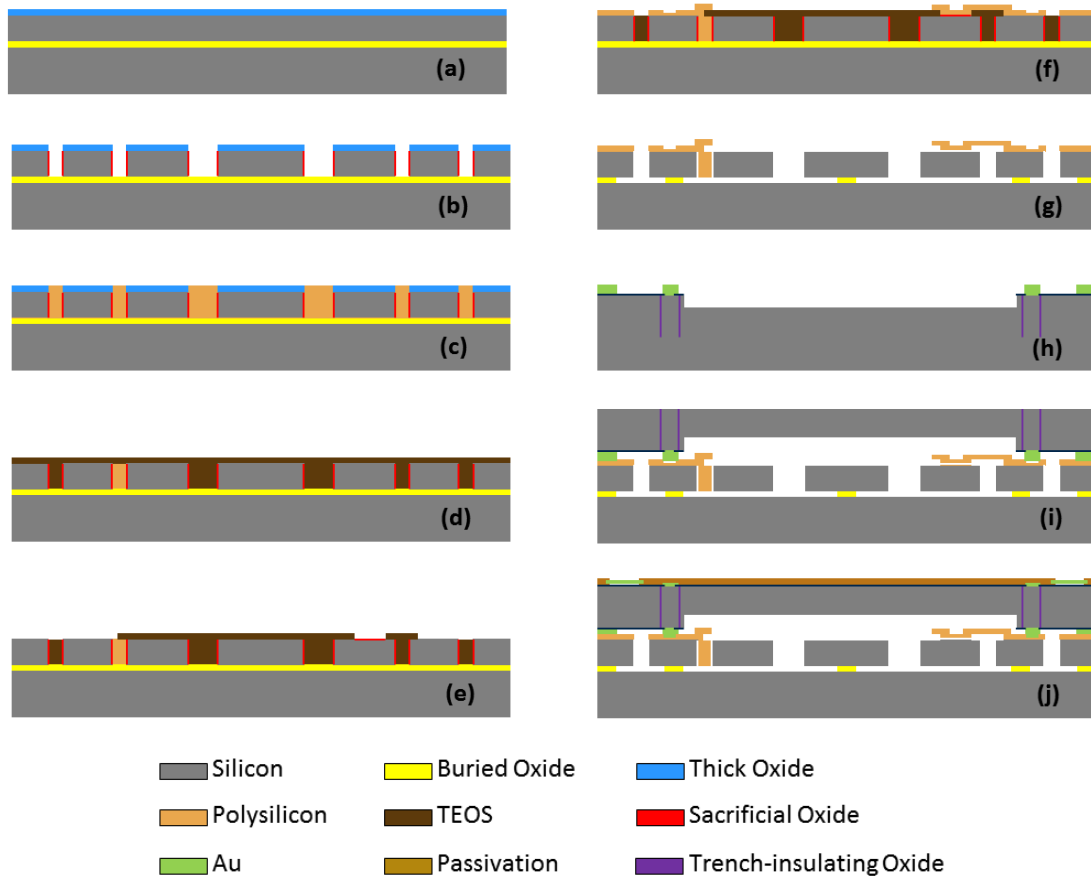 (a)
(b)
(c)
(d)
(e)
(f)
(g)
(h)
(i)
(j)
Silicon
Buried Oxide
Thick Oxide
Polysilicon
TEOS
Sacrificial Oxide
Au
Passivation
Trench-insulating Oxide